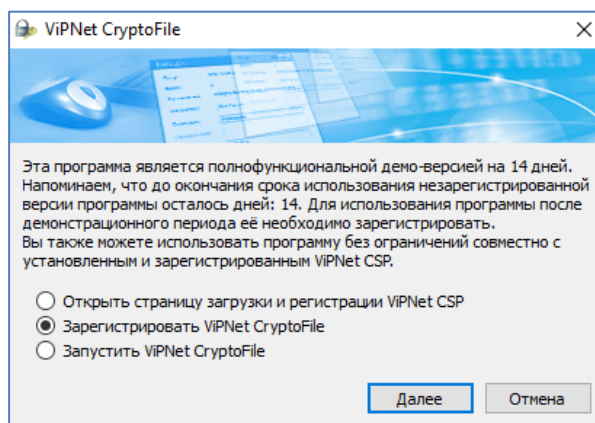 ViPNet CryptoFile
Эта программа является полнофункциональной демо-версией на 14 дней.
Напоминаем, что до окончания срока использования незарегистрированной
версии программы осталось дней: 14. Для использования программы после
демонстрационного периода её необходимо зарегистрировать.
Вы также можете использовать программу без ограничений совместно с
установленным и зарегистрированным ViPNet CSP.
Открыть страницу загрузки и регистрации ViPNet CSP
Зарегистрировать ViPNet CryptoFile
Запустить ViPNet CryptoFile
Далее Отмена